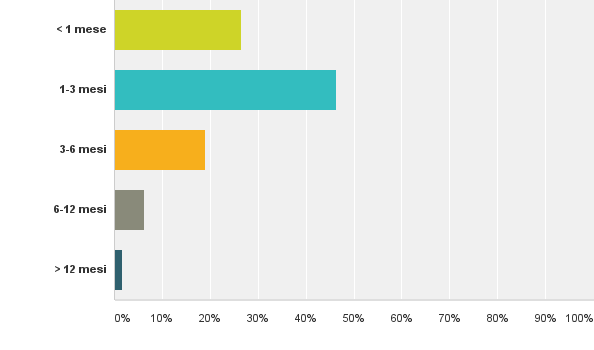 < 1 mese
1-3 mesi
3-6 mesi
6-12 mesi
> 12 mesi
0% 10% 20% 30% 40% 50% 60% 70% 80% 90% 100%